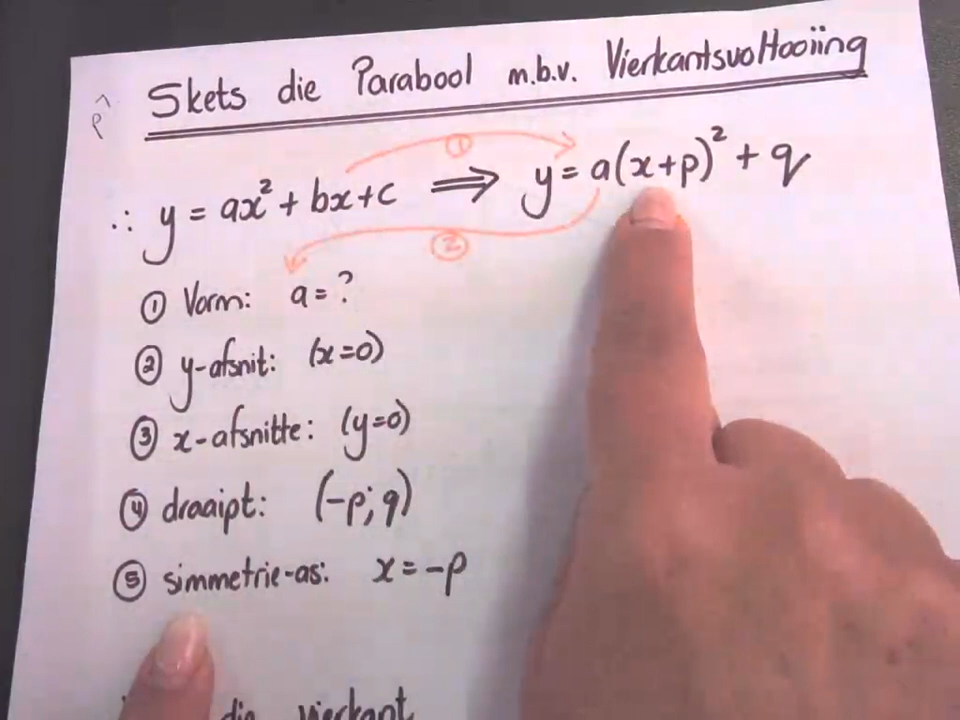 Skets die Parabool m.b.v. Vierkantsvoltooiing
∴ y = ax² + bx + c ⟹ y = a(x+p)² + q
①
②
① Vorm: a = ?
② y-afsnit: (x=0)
③ x-afsnitte: (y=0)
④ draaipt: (-p; q)
⑤ simmetrie-as: x = -p
die vierkant